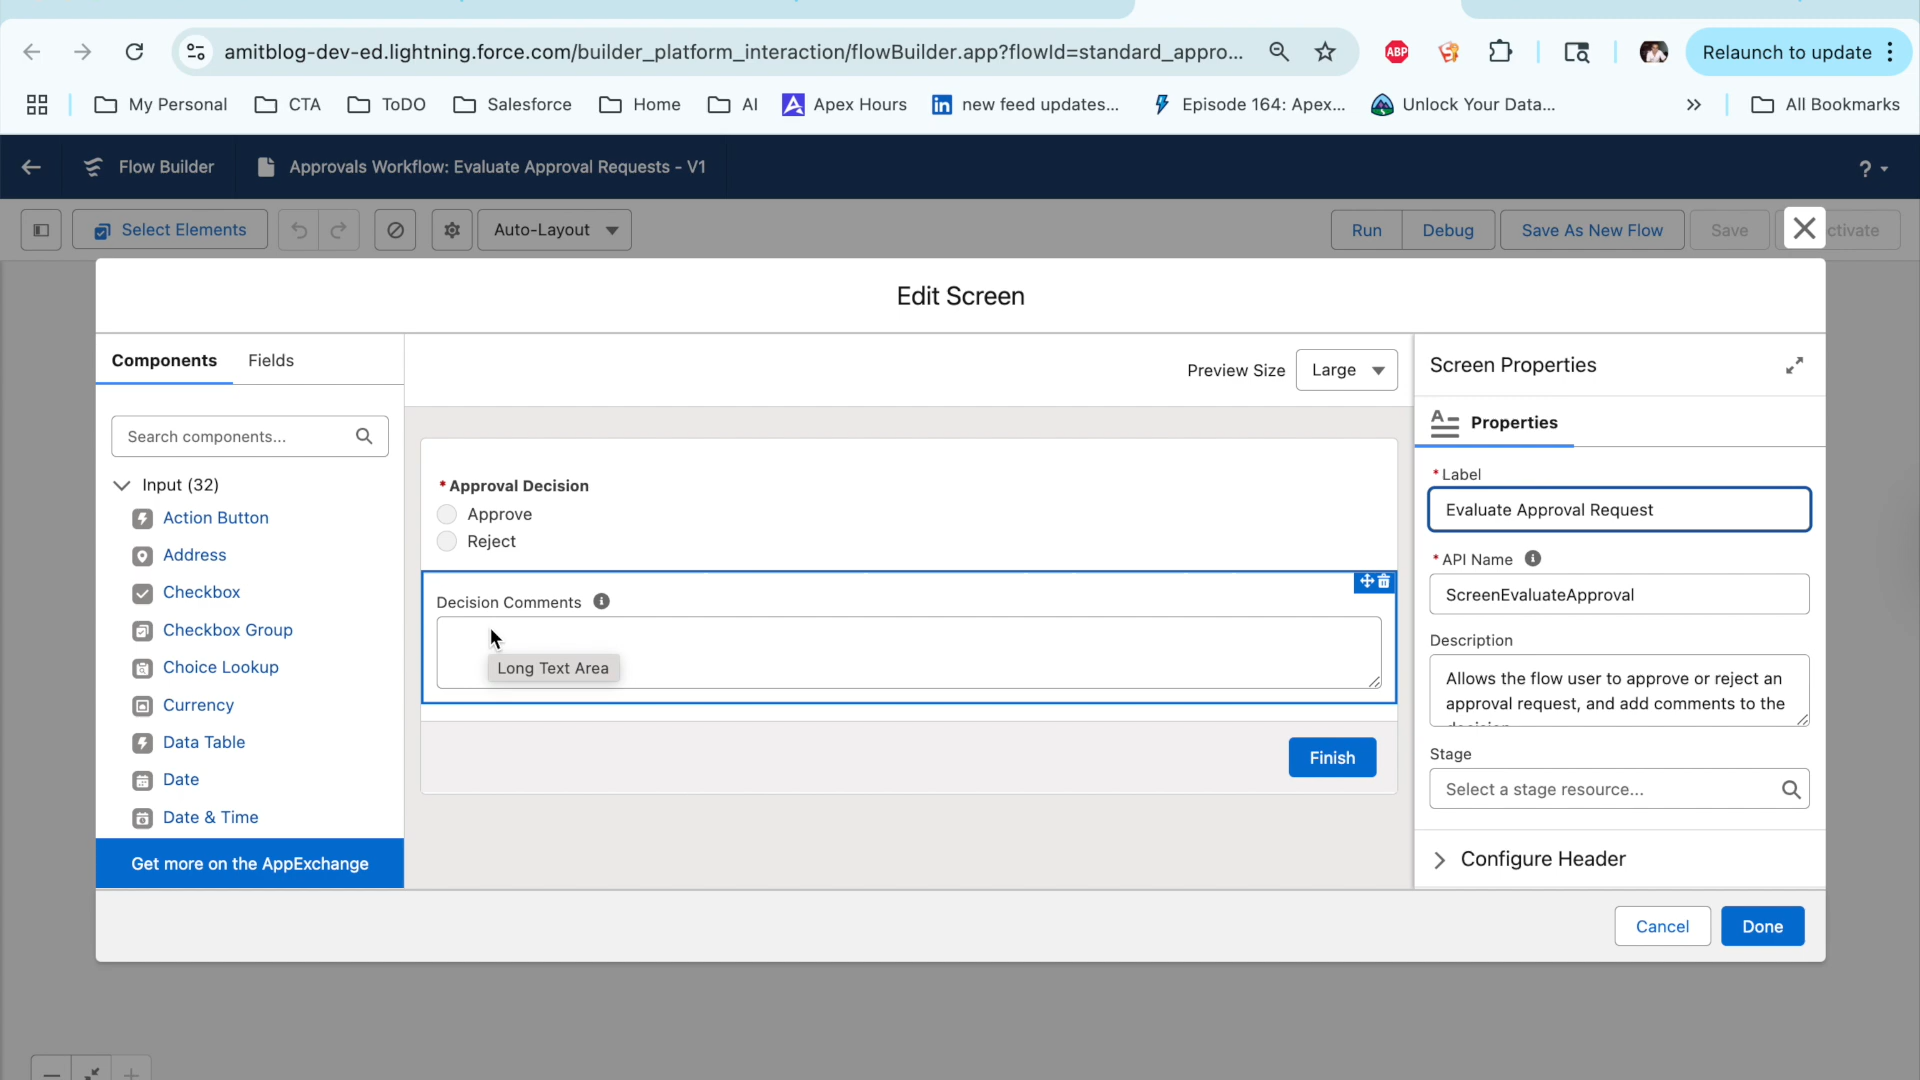 amitblog-dev-ed.lightning.force.com/builder_platform_interaction/flowBuilder.app?flowId=standard_appro...
ABP
Relaunch to update
My Personal
CTA
ToDO
Salesforce
Home
AI
Apex Hours
new feed updates...
Episode 164: Apex...
Unlock Your Data...
All Bookmarks
Flow Builder
Approvals Workflow: Evaluate Approval Requests - V1
?
Select Elements
Auto-Layout
Run
Debug
Save As New Flow
Save
ctivate
Edit Screen
Components
Fields
Preview Size
Large
Screen Properties
Properties
Search components...
Input (32)
Action Button
Address
Checkbox
Checkbox Group
Choice Lookup
Currency
Data Table
Date
Date & Time
Get more on the AppExchange
* Approval Decision
Approve
Reject
Decision Comments
Long Text Area
Finish
* Label
Evaluate Approval Request
* API Name
ScreenEvaluateApproval
Description
Allows the flow user to approve or reject an
approval request, and add comments to the
Stage
Select a stage resource...
Configure Header
Cancel
Done